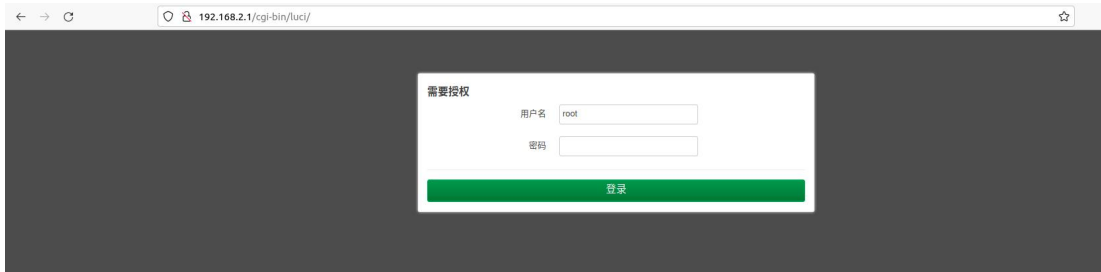 192.168.2.1/cgi-bin/luci/
需要授权
用户名 root
密码
登录